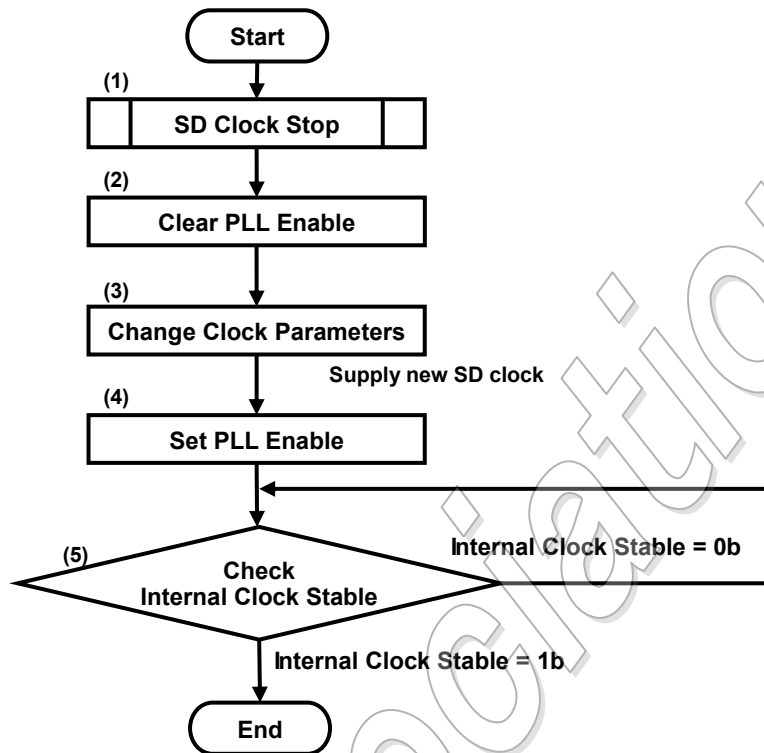 Start
(1)
SD Clock Stop
(2)
Clear PLL Enable
(3)
Change Clock Parameters
Supply new SD clock
(4)
Set PLL Enable
Internal Clock Stable = 0b
(5)
Check
Internal Clock Stable
Internal Clock Stable = 1b
End